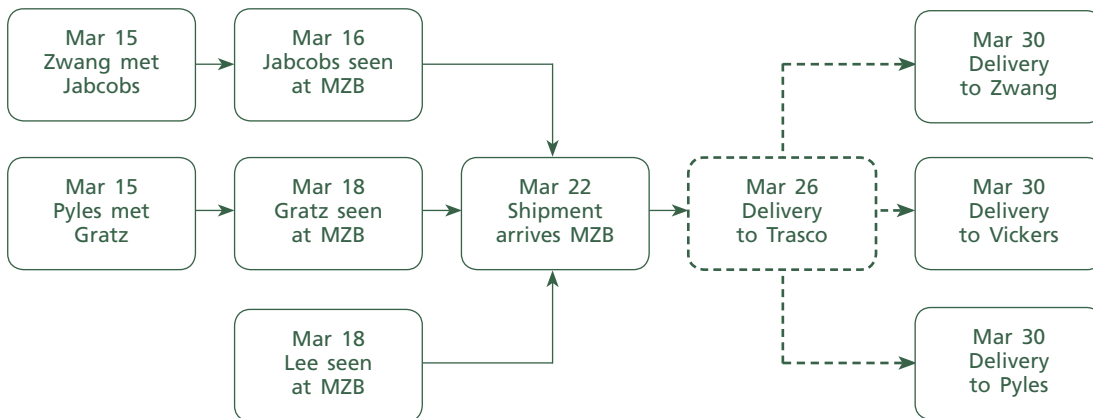 Mar 15
Zwang met
Jabcobs
Mar 16
Jabcobs seen
at MZB
Mar 30
Delivery
to Zwang
Mar 15
Pyles met
Gratz
Mar 18
Gratz seen
at MZB
Mar 22
Shipment
arrives MZB
Mar 26
Delivery
to Trasco
Mar 30
Delivery
to Vickers
Mar 18
Lee seen
at MZB
Mar 30
Delivery
to Pyles